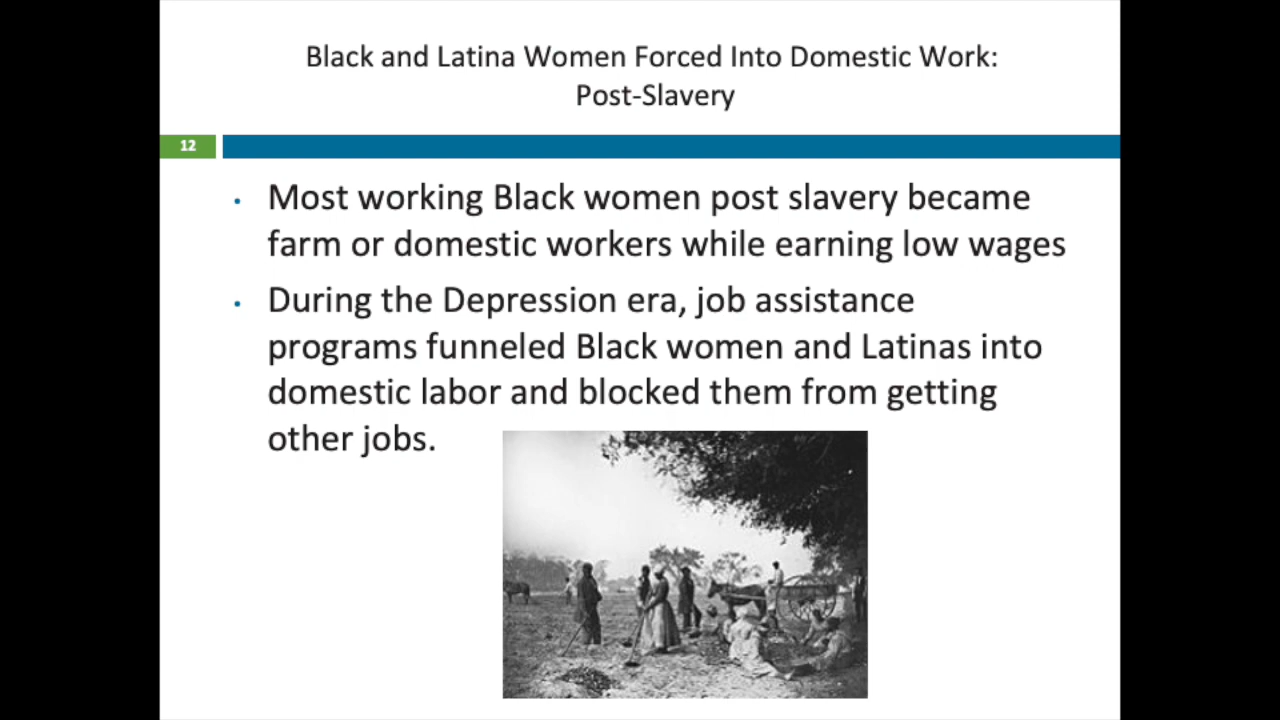 Black and Latina Women Forced Into Domestic Work:
Post-Slavery
12
• Most working Black women post slavery became
farm or domestic workers while earning low wages
• During the Depression era, job assistance
programs funneled Black women and Latinas into
domestic labor and blocked them from getting
other jobs.